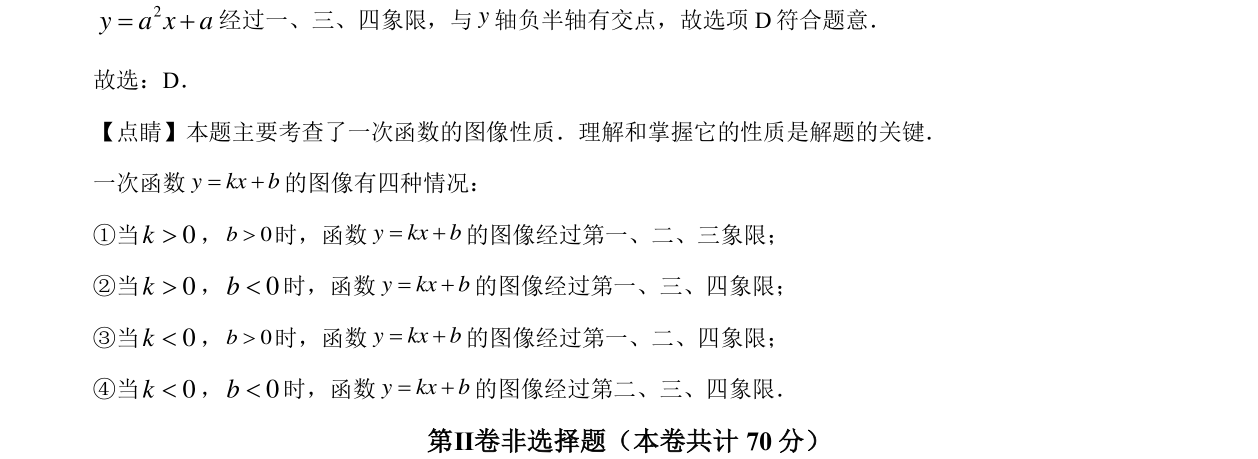 y = a²x + a 经过一、三、四象限，与 y 轴负半轴有交点，故选项 D 符合题意．
故选：D．
【点睛】本题主要考查了一次函数的图像性质．理解和掌握它的性质是解题的关键．
一次函数 y = kx + b 的图像有四种情况：
①当 k > 0，b > 0 时，函数 y = kx + b 的图像经过第一、二、三象限；
②当 k > 0，b < 0 时，函数 y = kx + b 的图像经过第一、三、四象限；
③当 k < 0，b > 0 时，函数 y = kx + b 的图像经过第一、二、四象限；
④当 k < 0，b < 0 时，函数 y = kx + b 的图像经过第二、三、四象限．
第Ⅱ卷非选择题（本卷共计 70 分）